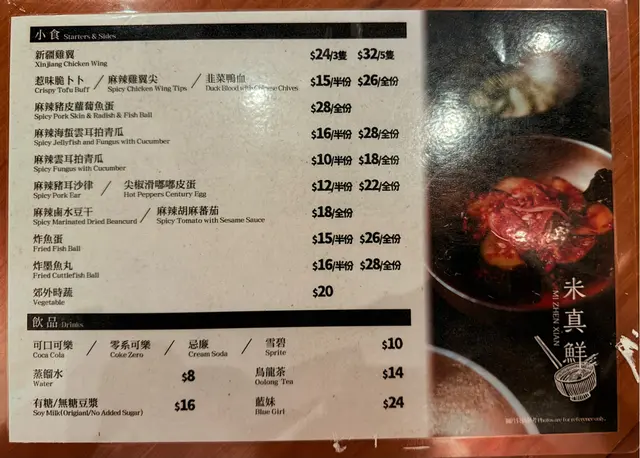 小食 Starters & Sides
新疆雞翼 $24/3隻 $32/5隻
Xinjiang Chicken Wing
惹味脆卜卜 / 麻辣雞翼尖 / 韭菜鴨血 $15/半份 $26/全份
Crispy Tofu Buff / Spicy Chicken Wing Tips / Duck Blood with Chinese Chives
麻辣豬皮蘿蔔魚蛋 $28/全份
Spicy Pork Skin & Radish & Fish Ball
麻辣海蜇雲耳拍青瓜 $16/半份 $28/全份
Spicy Jellyfish and Fungus with Cucumber
麻辣雲耳拍青瓜 $10/半份 $18/全份
Spicy Fungus with Cucumber
麻辣豬耳沙律 / 尖椒滑嘟嘟皮蛋 $12/半份 $22/全份
Spicy Pork Ear / Hot Peppers Century Egg
麻辣滷水豆干 / 麻辣胡麻蕃茄 $18/全份
Spicy Marinated Dried Beancurd / Spicy Tomato with Sesame Sauce
炸魚蛋 $15/半份 $26/全份
Fried Fish Ball
炸墨魚丸 $16/半份 $28/全份
Fried Cuttlefish Ball
郊外時蔬 $20
Vegetable
飲品 Drinks
可口可樂 / 零系可樂 / 忌廉 / 雪碧 $10
Coca Cola / Coke Zero / Cream Soda / Sprite
蒸餾水 $8 烏龍茶 $14
Water Oolong Tea
有糖/無糖豆漿 $16 藍妹 $24
Soy Milk(Origianl/No Added Sugar) Blue Girl
米真鮮
MI ZHEN XUAN
Photos are for reference only.